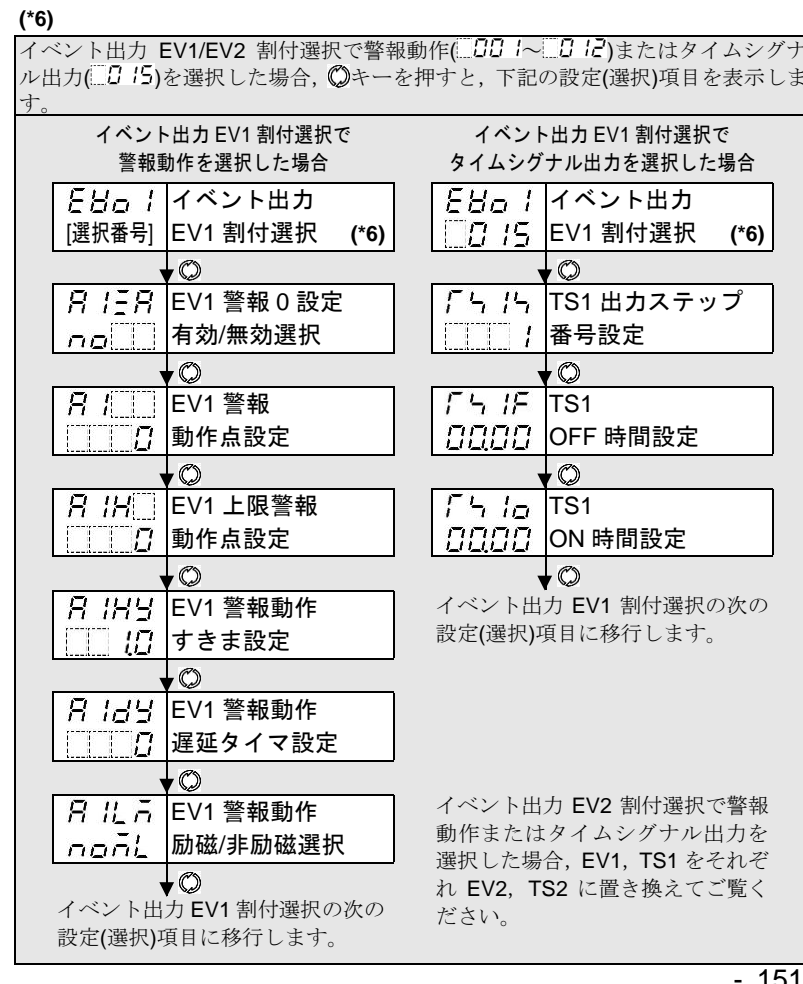 (*6)
イベント出力 EV1/EV2 割付選択で警報動作(001～012)またはタイムシグナ
ル出力(015)を選択した場合, キーを押すと, 下記の設定(選択)項目を表示しま
す。
イベント出力 EV1 割付選択で
警報動作を選択した場合
EVo1 イベント出力
[選択番号] EV1 割付選択 (*6)
EV1 警報 0 設定
no 有効/無効選択
A1 EV1 警報
0 動作点設定
A1H EV1 上限警報
0 動作点設定
A1HY EV1 警報動作
1.0 すきま設定
A1dY EV1 警報動作
0 遅延タイマ設定
A1LM EV1 警報動作
noML 励磁/非励磁選択
イベント出力 EV1 割付選択の次の
設定(選択)項目に移行します。
イベント出力 EV1 割付選択で
タイムシグナル出力を選択した場合
EVo1 イベント出力
015 EV1 割付選択 (*6)
TS1 出力ステップ
1 番号設定
TS1F TS1
00.00 OFF 時間設定
TS1o TS1
00.00 ON 時間設定
イベント出力 EV1 割付選択の次の
設定(選択)項目に移行します。
イベント出力 EV2 割付選択で警報
動作またはタイムシグナル出力を
選択した場合, EV1, TS1 をそれぞ
れ EV2, TS2 に置き換えてご覧く
ださい。
- 151